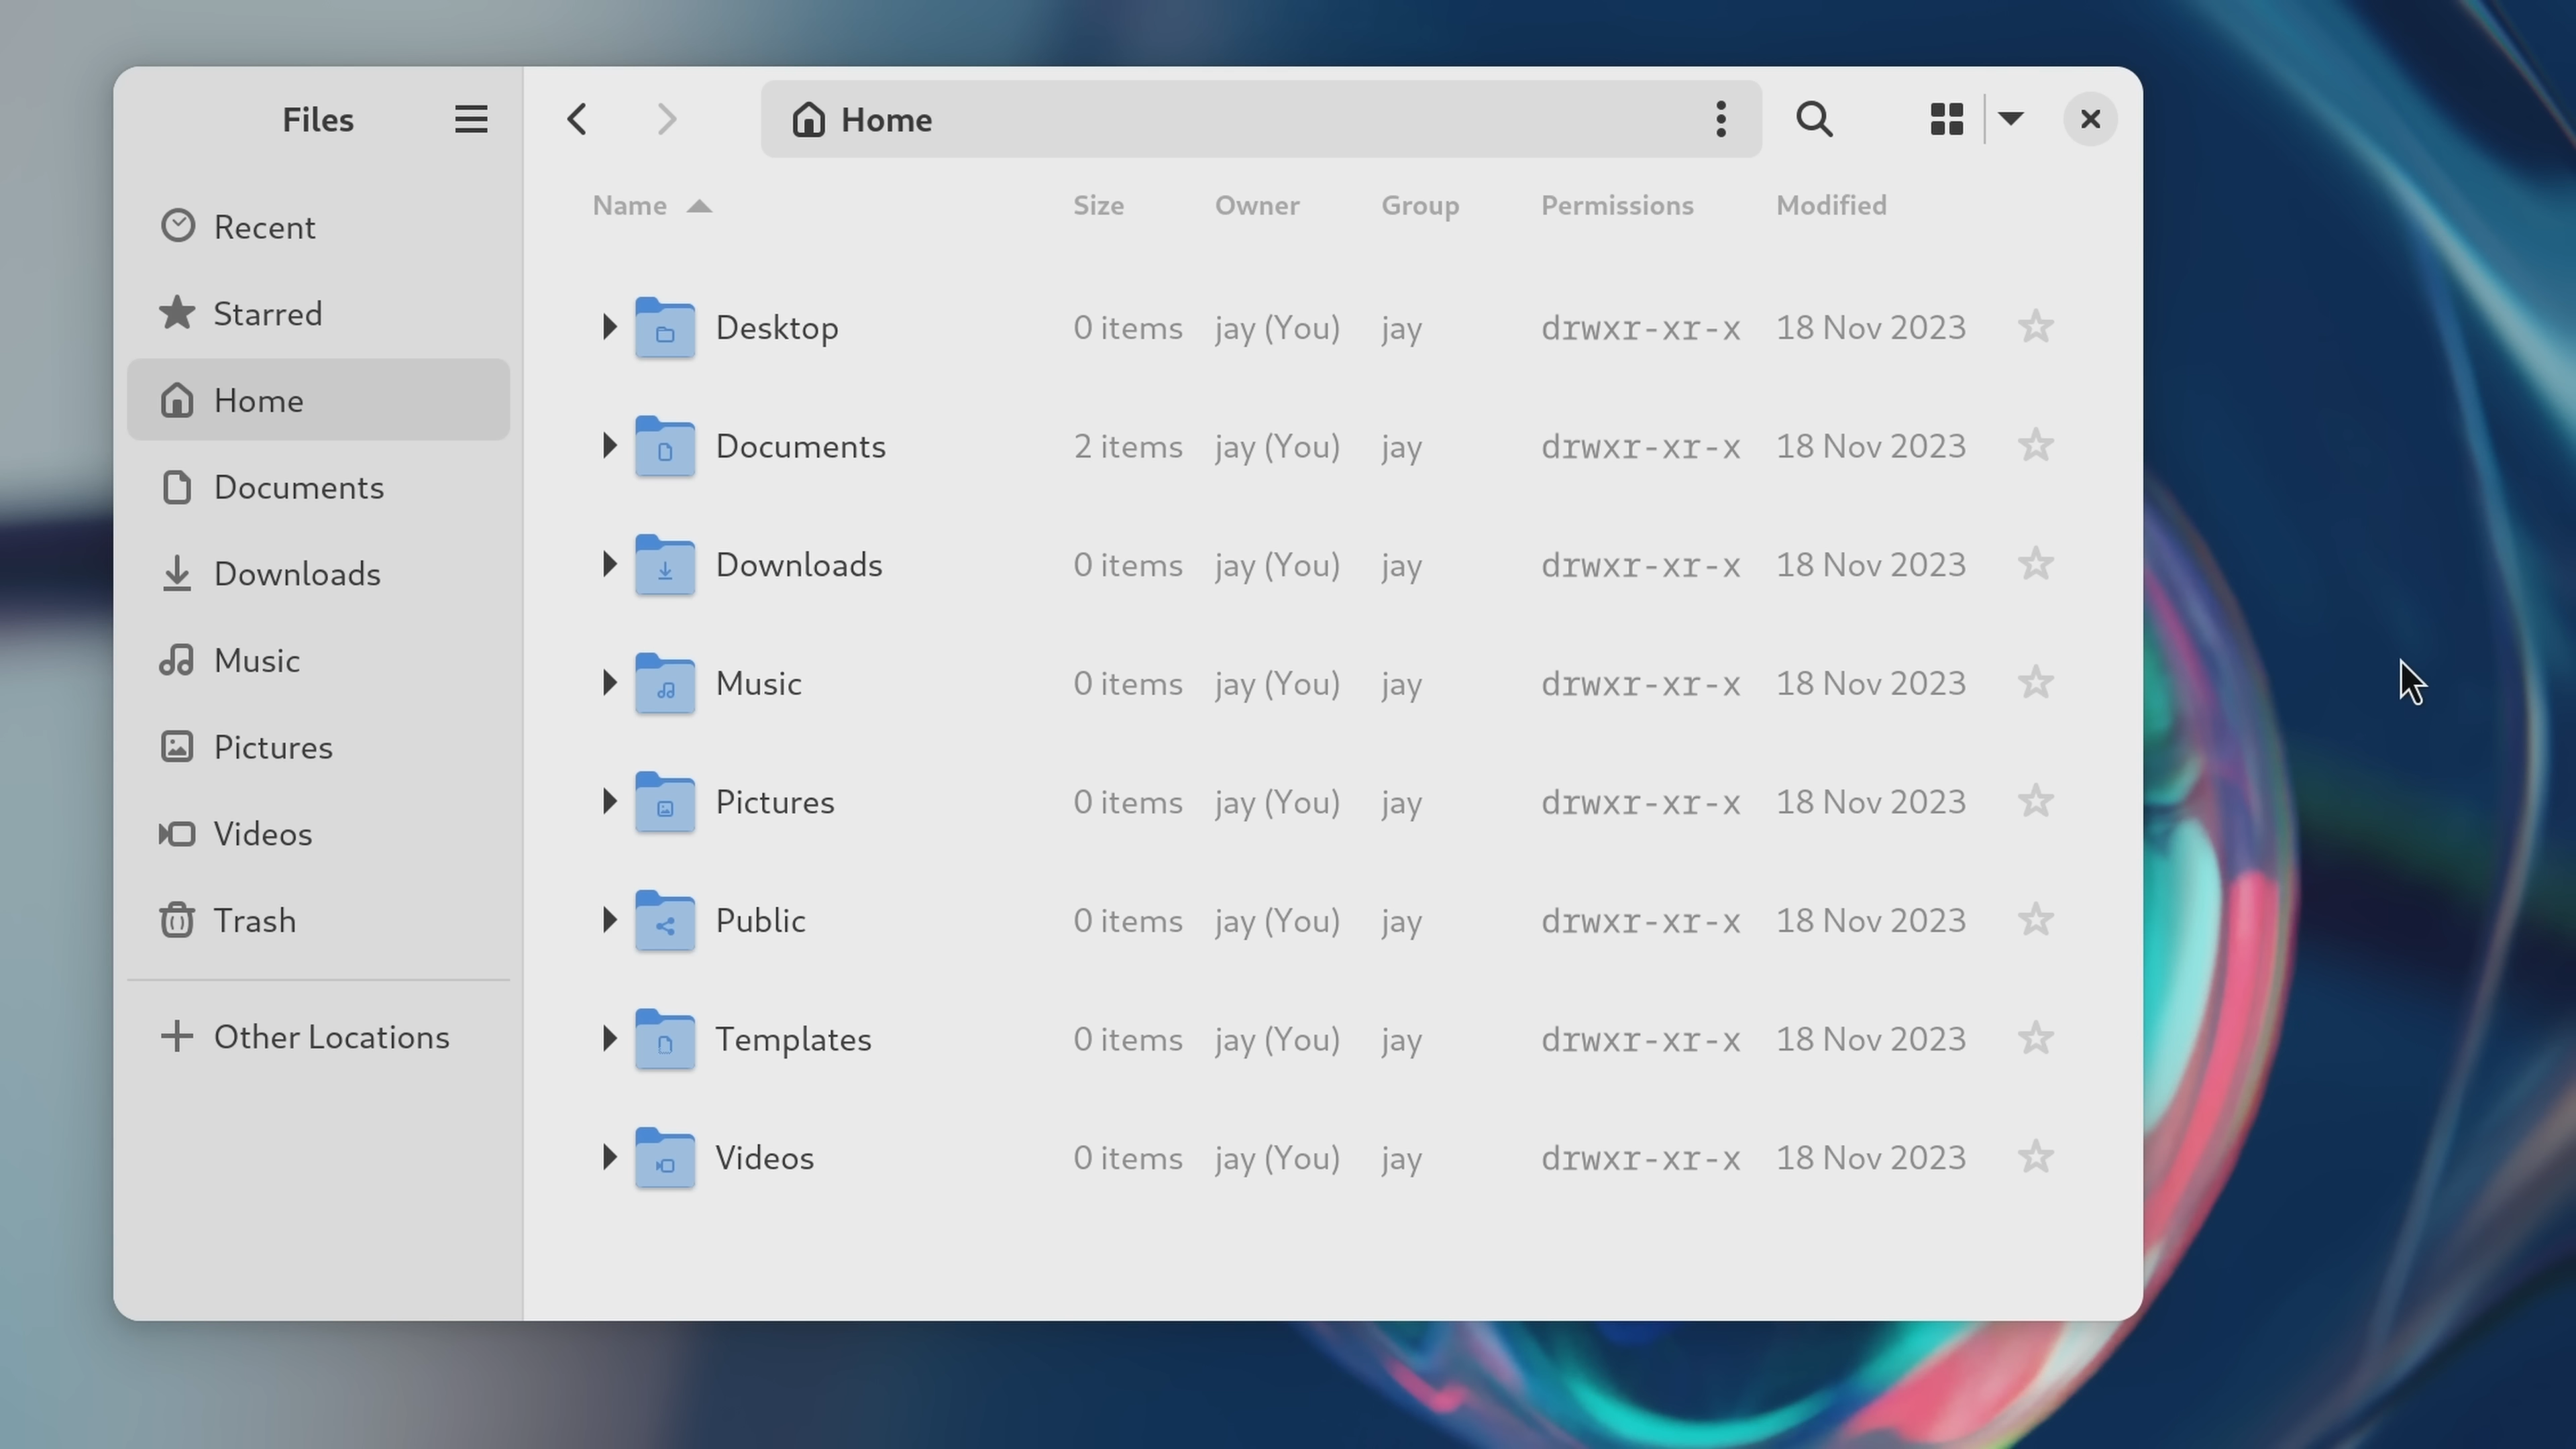 Files
Home
Recent
Starred
Home
Documents
Downloads
Music
Pictures
Videos
Trash
Other Locations
Name Size Owner Group Permissions Modified
Desktop 0 items jay (You) jay drwxr-xr-x 18 Nov 2023
Documents 2 items jay (You) jay drwxr-xr-x 18 Nov 2023
Downloads 0 items jay (You) jay drwxr-xr-x 18 Nov 2023
Music 0 items jay (You) jay drwxr-xr-x 18 Nov 2023
Pictures 0 items jay (You) jay drwxr-xr-x 18 Nov 2023
Public 0 items jay (You) jay drwxr-xr-x 18 Nov 2023
Templates 0 items jay (You) jay drwxr-xr-x 18 Nov 2023
Videos 0 items jay (You) jay drwxr-xr-x 18 Nov 2023